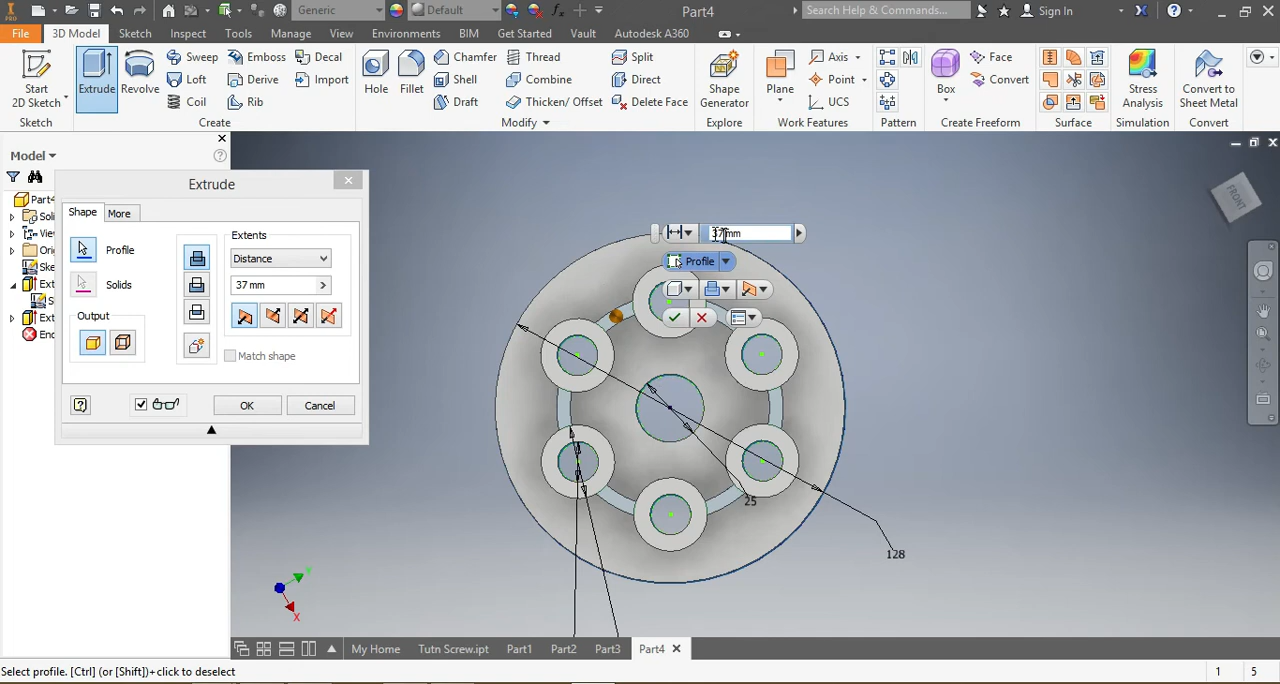 Generic
Default
Part4
Search Help & Commands...
Sign In
PRO
File
3D Model
Sketch
Inspect
Tools
Manage
View
Environments
BIM
Get Started
Vault
Autodesk A360
Start
2D Sketch
Sketch
Extrude
Revolve
Sweep
Loft
Coil
Emboss
Derive
Rib
Decal
Import
Create
Hole
Fillet
Chamfer
Shell
Draft
Thread
Combine
Thicken/ Offset
Split
Direct
Delete Face
Modify
Shape
Generator
Explore
Plane
Axis
Point
UCS
Work Features
Pattern
Box
Face
Convert
Create Freeform
Surface
Stress
Analysis
Simulation
Convert to
Sheet Metal
Convert
Model
Part4
Extrude
Shape
More
Profile
Solids
Output
Extents
Distance
37 mm
Match shape
OK
Cancel
37 mm
Profile
FRONT
25
128
X
My Home
Tutn Screw.ipt
Part1
Part2
Part3
Part4
Select profile. [Ctrl] (or [Shift])+ click to deselect
1
5